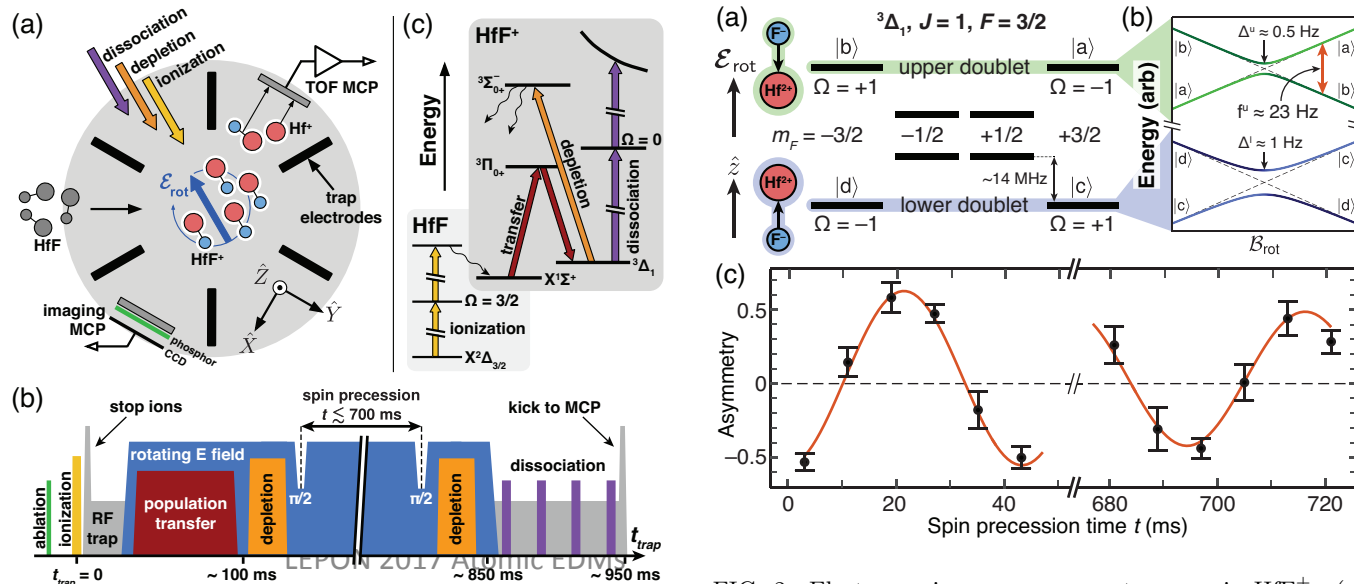 (a)
dissociation
depletion
ionization
TOF MCP
Hf⁺
trap
electrodes
ℰrot
HfF
HfF⁺
Ẑ
Ŷ
X̂
imaging
MCP
phosphor
CCD
(c)
HfF⁺
Energy
³Σ⁻₀₊
³Π₀₊
depletion
Ω = 0
transfer
dissociation
³Δ₁
X¹Σ⁺
HfF
Ω = 3/2
ionization
X²Δ₃/₂
(b)
stop ions
spin precession
t ≲ 700 ms
kick to MCP
ablation
ionization
RF
trap
rotating E field
population
transfer
depletion
π/2
π/2
depletion
dissociation
t_trap
t_trap = 0
~ 100 ms
~ 850 ms
~ 950 ms
LEPON 2017 Atomic EDMs
(a)
³Δ₁, J = 1, F = 3/2
ℰrot
ẑ
F⁻
Hf²⁺
|b⟩
upper doublet
|a⟩
Ω = +1
Ω = −1
m_F = −3/2
−1/2
+1/2
+3/2
~14 MHz
Hf²⁺
F⁻
|d⟩
lower doublet
|c⟩
Ω = −1
Ω = +1
(b)
Energy (arb)
Δᵘ ≈ 0.5 Hz
|b⟩
|a⟩
|a⟩
|b⟩
fᵘ ≈ 23 Hz
Δˡ ≈ 1 Hz
|d⟩
|c⟩
|c⟩
|d⟩
ℬrot
(c)
Asymmetry
0.5
0
−0.5
0
20
40
680
700
720
Spin precession time t (ms)